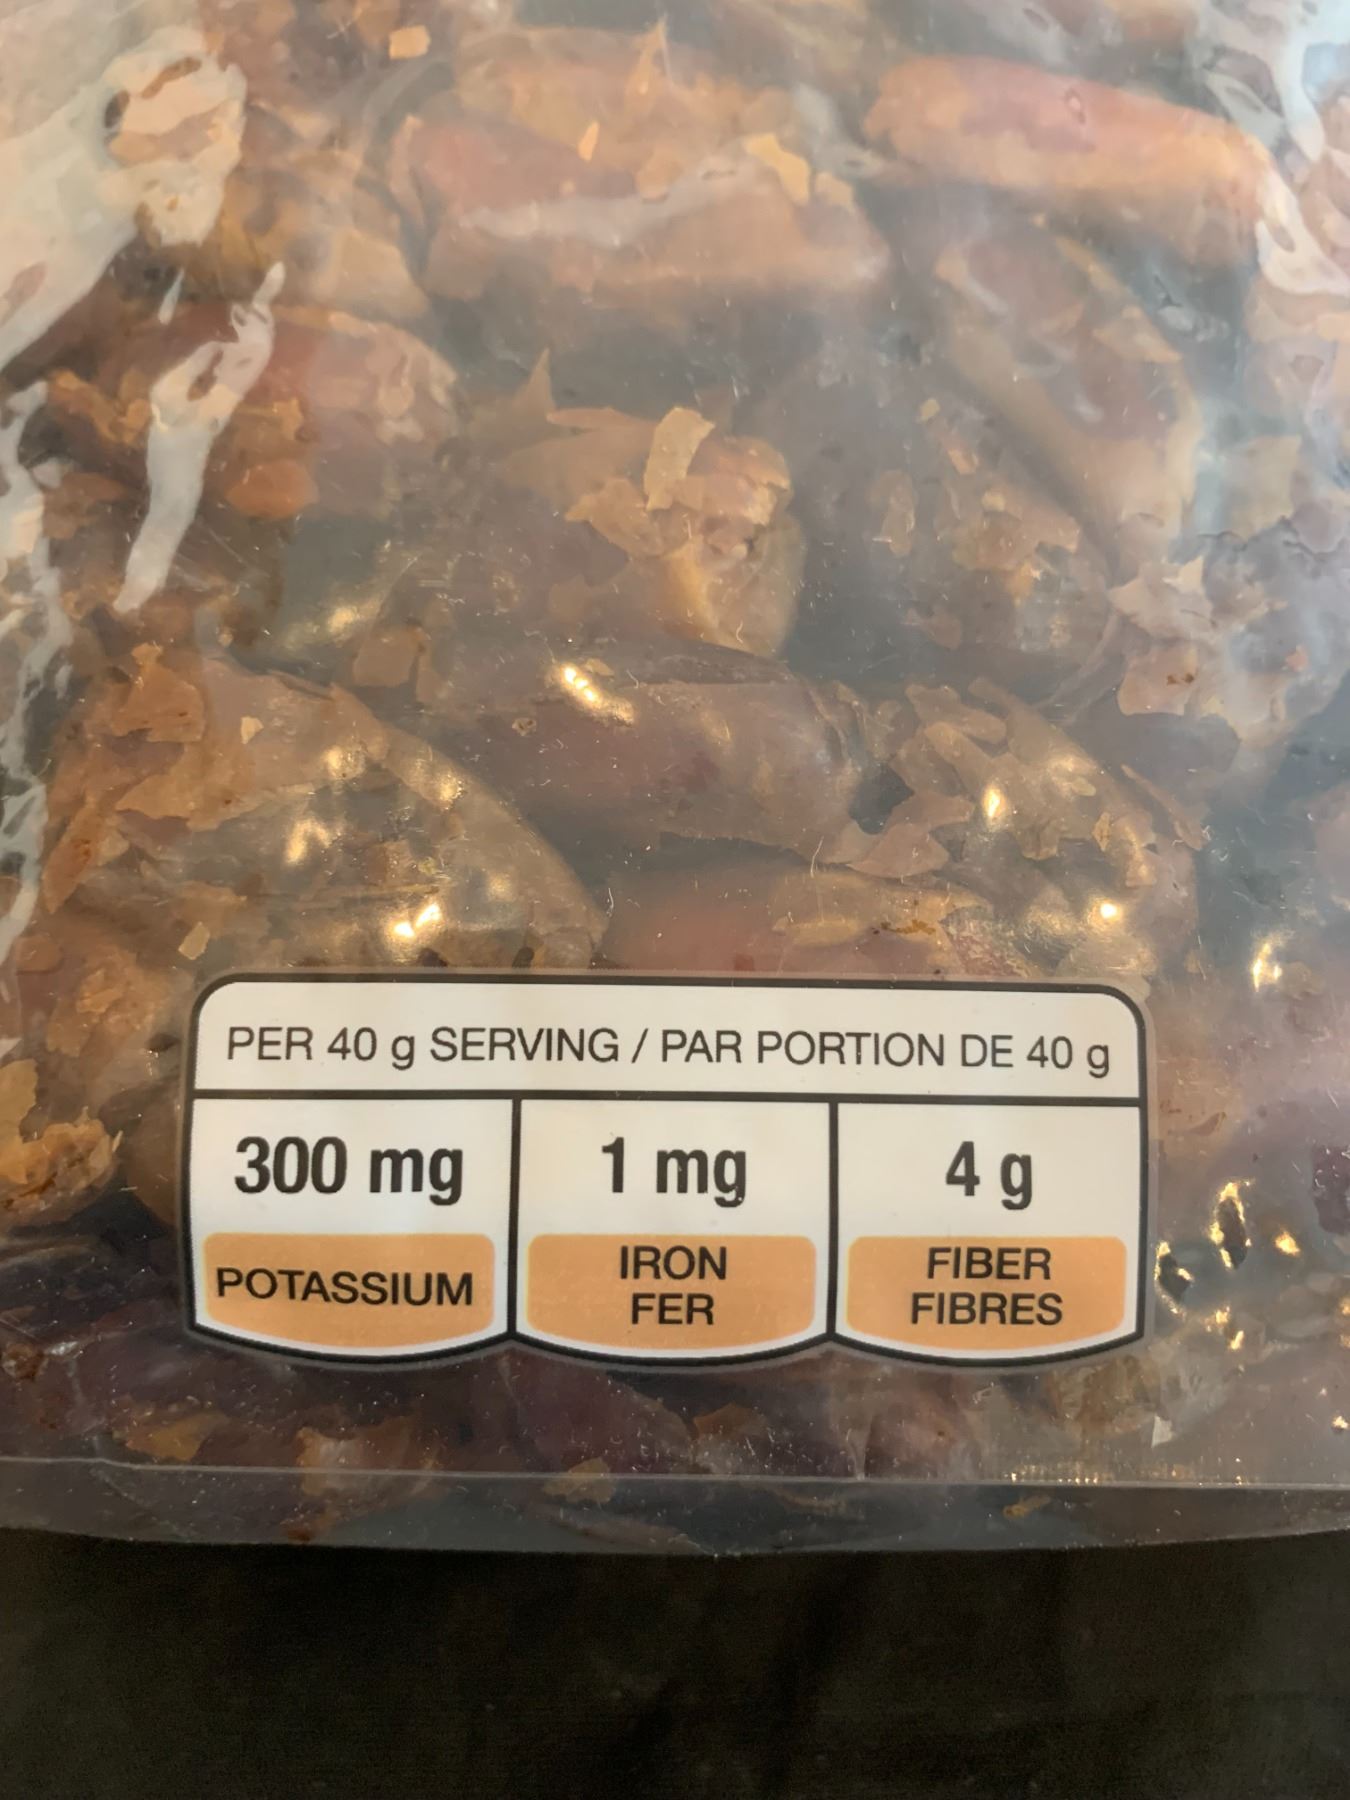 PER 40 g SERVING / PAR PORTION DE 40 g
300 mg
POTASSIUM
1 mg
IRON
FER
4 g
FIBER
FIBRES